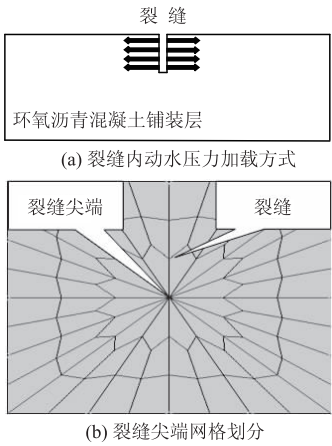 裂 缝
环氧沥青混凝土铺装层
(a) 裂缝内动水压力加载方式
裂缝尖端
裂缝
(b) 裂缝尖端网格划分